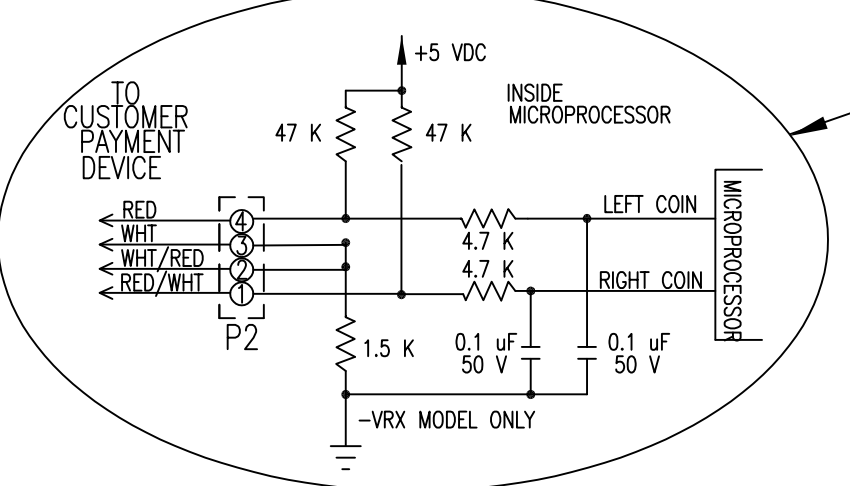 +5 VDC
TO
CUSTOMER
PAYMENT
DEVICE
INSIDE
MICROPROCESSOR
47 K
47 K
RED
4
LEFT COIN
MICROPROCESSOR
WHT
3
4.7 K
WHT/RED
2
4.7 K
RED/WHT
1
RIGHT COIN
P2
1.5 K
0.1 uF
50 V
0.1 uF
50 V
-VRX MODEL ONLY